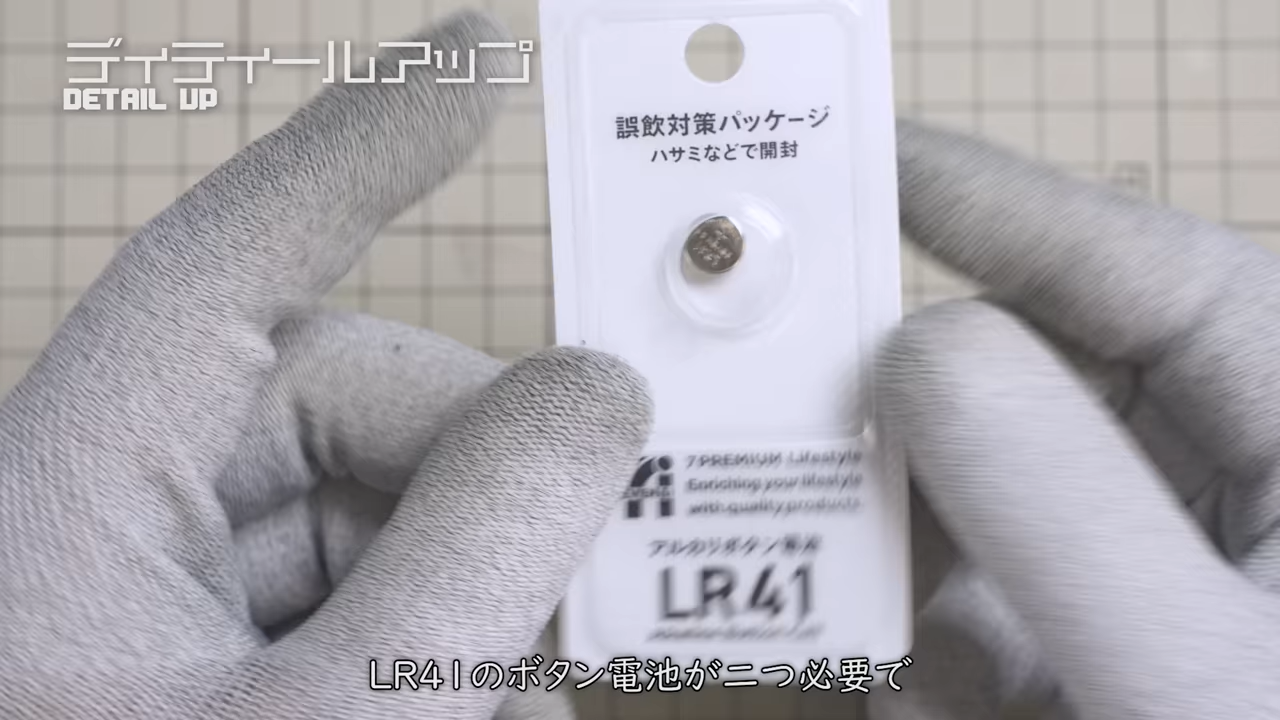 ディティールアップ
DETAIL UP
誤飲対策パッケージ
ハサミなどで開封
7 PREMIUM Lifestyle
Enriching your lifestyle
with quality products
アルカリボタン電池
LR41
LR41のボタン電池が二つ必要で